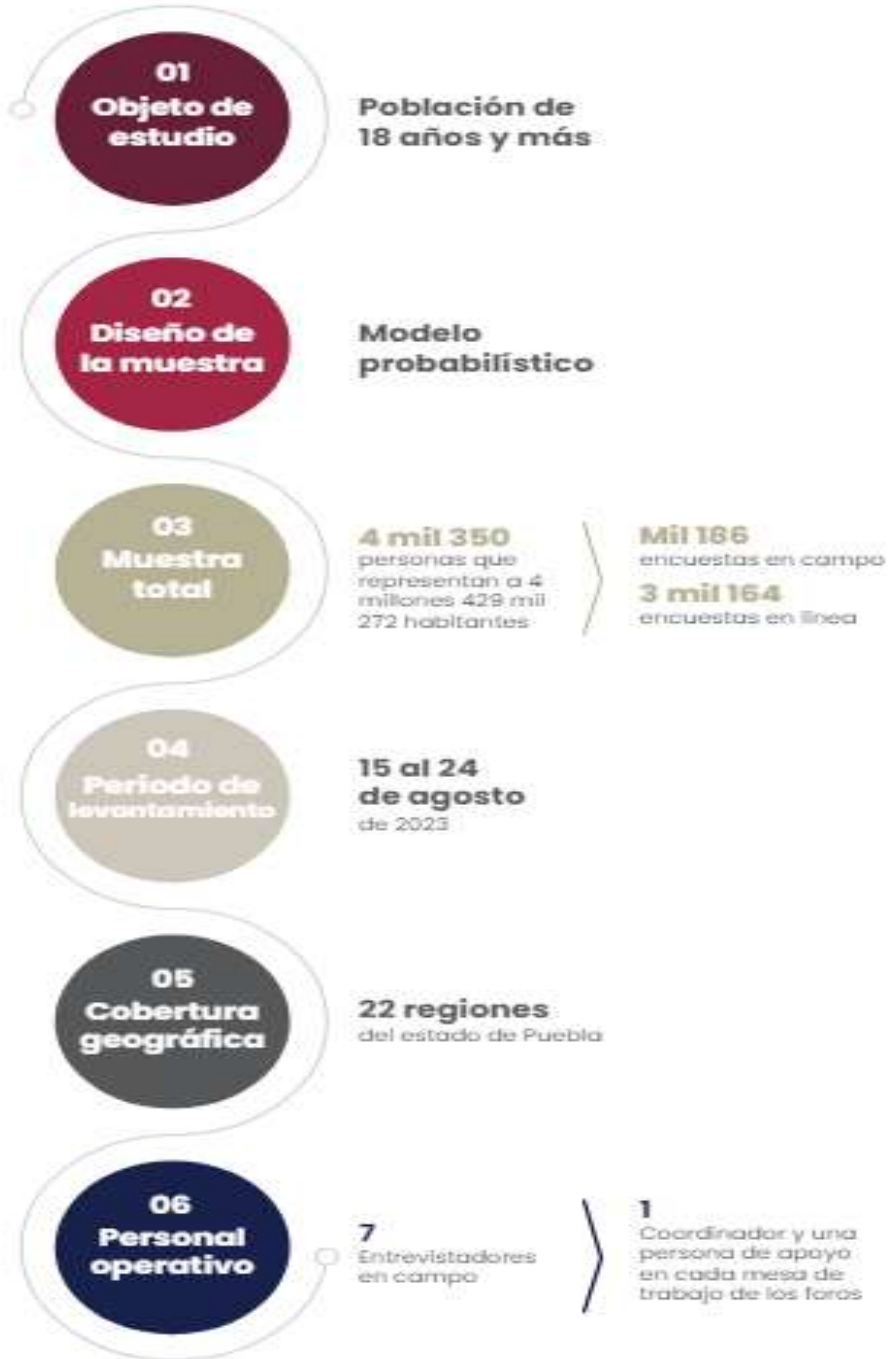 01
Objeto de
estudio
Población de
18 años y más
02
Diseño de
la muestra
Modelo
probabilístico
03
Muestra
total
4 mil 350
personas que
representan a 4
millones 429 mil
272 habitantes
Mil 186
encuestas en campo
3 mil 164
encuestas en línea
04
Periodo de
levantamiento
15 al 24
de agosto
de 2023
05
Cobertura
geográfica
22 regiones
del estado de Puebla
06
Personal
operativo
7
Entrevistadores
en campo
1
Coordinador y una
persona de apoyo
en cada mesa de
trabajo de los foros